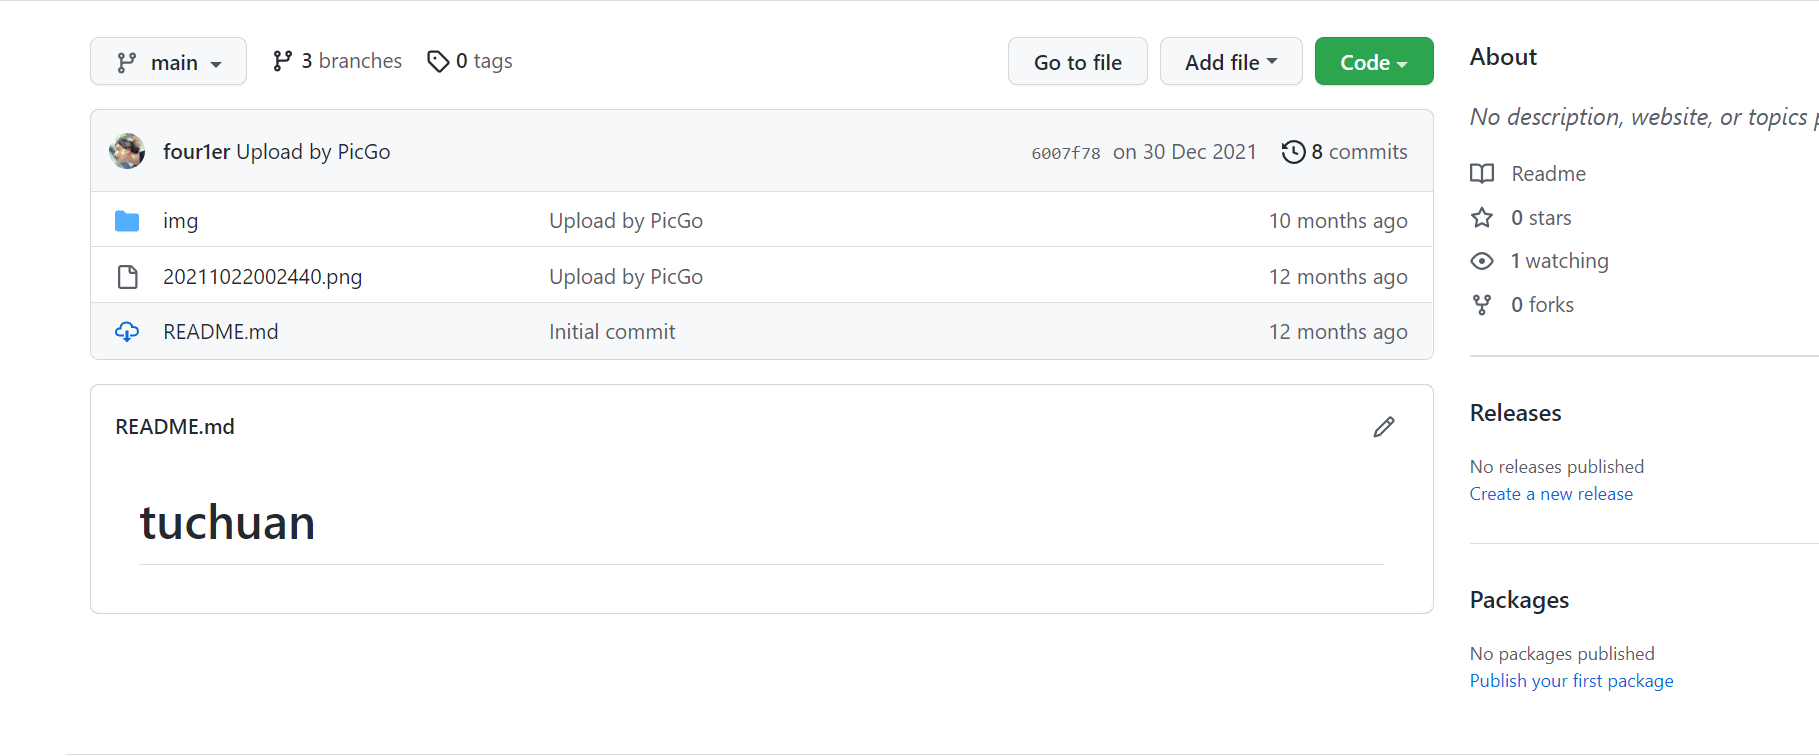 main
3 branches
0 tags
Go to file
Add file
Code
four1er Upload by PicGo
6007f78 on 30 Dec 2021
8 commits
img
Upload by PicGo
10 months ago
20211022002440.png
Upload by PicGo
12 months ago
README.md
Initial commit
12 months ago
README.md
tuchuan
About
No description, website, or topics
Readme
0 stars
1 watching
0 forks
Releases
No releases published
Create a new release
Packages
No packages published
Publish your first package